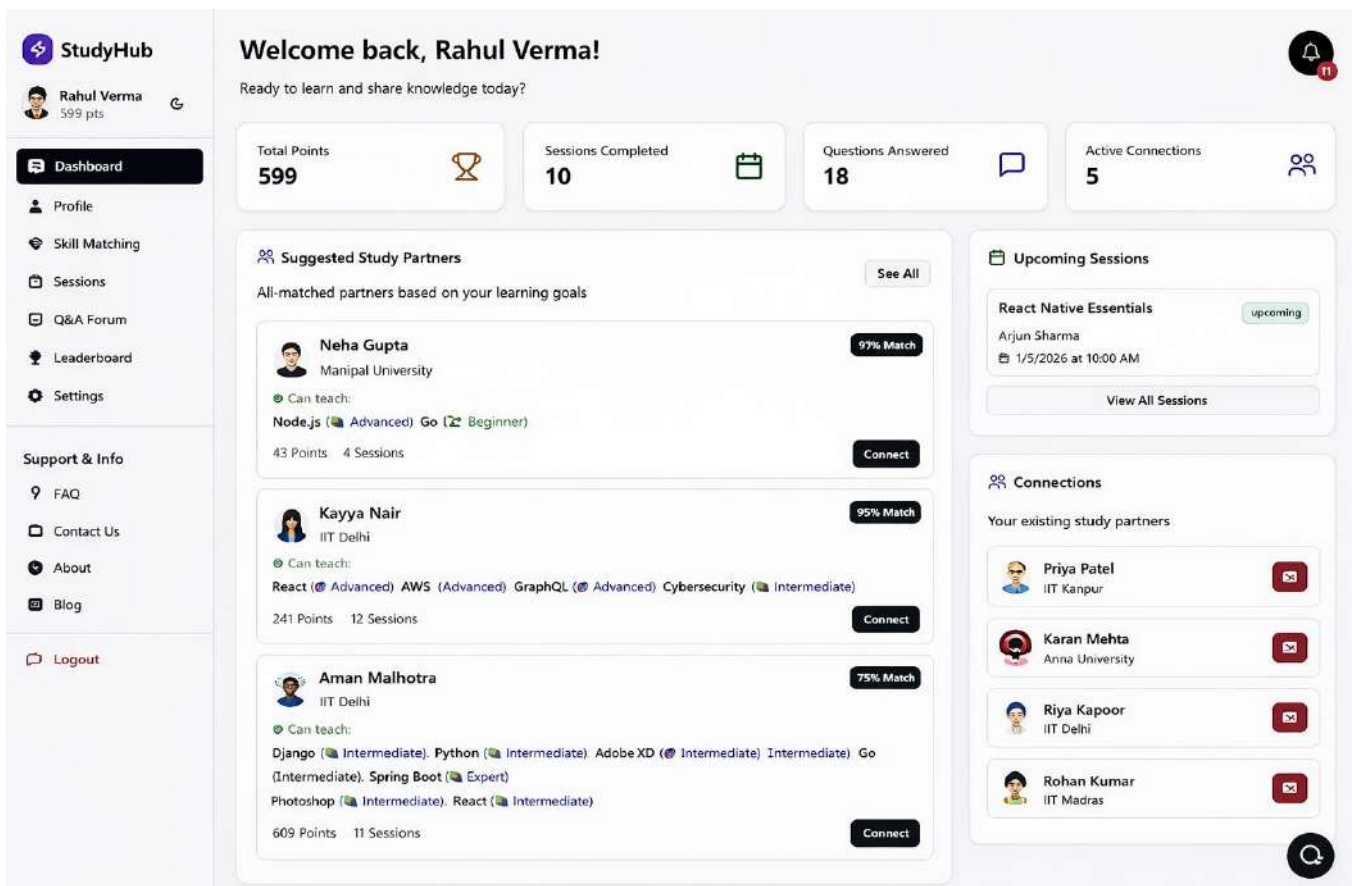 StudyHub
Rahul Verma
599 pts
Dashboard
Profile
Skill Matching
Sessions
Q&A Forum
Leaderboard
Settings
Support & Info
FAQ
Contact Us
About
Blog
Logout
Welcome back, Rahul Verma!
Ready to learn and share knowledge today?
11
Total Points
599
Sessions Completed
10
Questions Answered
18
Active Connections
5
Suggested Study Partners
See All
All-matched partners based on your learning goals
Neha Gupta
97% Match
Manipal University
Can teach:
Node.js ( Advanced) Go ( Beginner)
43 Points 4 Sessions
Connect
Kayya Nair
95% Match
IIT Delhi
Can teach:
React ( Advanced) AWS (Advanced) GraphQL ( Advanced) Cybersecurity ( Intermediate)
241 Points 12 Sessions
Connect
Aman Malhotra
75% Match
IIT Delhi
Can teach:
Django ( Intermediate). Python ( Intermediate). Adobe XD ( Intermediate) Intermediate) Go
(Intermediate). Spring Boot ( Expert)
Photoshop ( Intermediate). React ( Intermediate)
609 Points 11 Sessions
Connect
Upcoming Sessions
React Native Essentials
upcoming
Arjun Sharma
1/5/2026 at 10:00 AM
View All Sessions
Connections
Your existing study partners
Priya Patel
IIT Kanpur
Karan Mehta
Anna University
Riya Kapoor
IIT Delhi
Rohan Kumar
IIT Madras